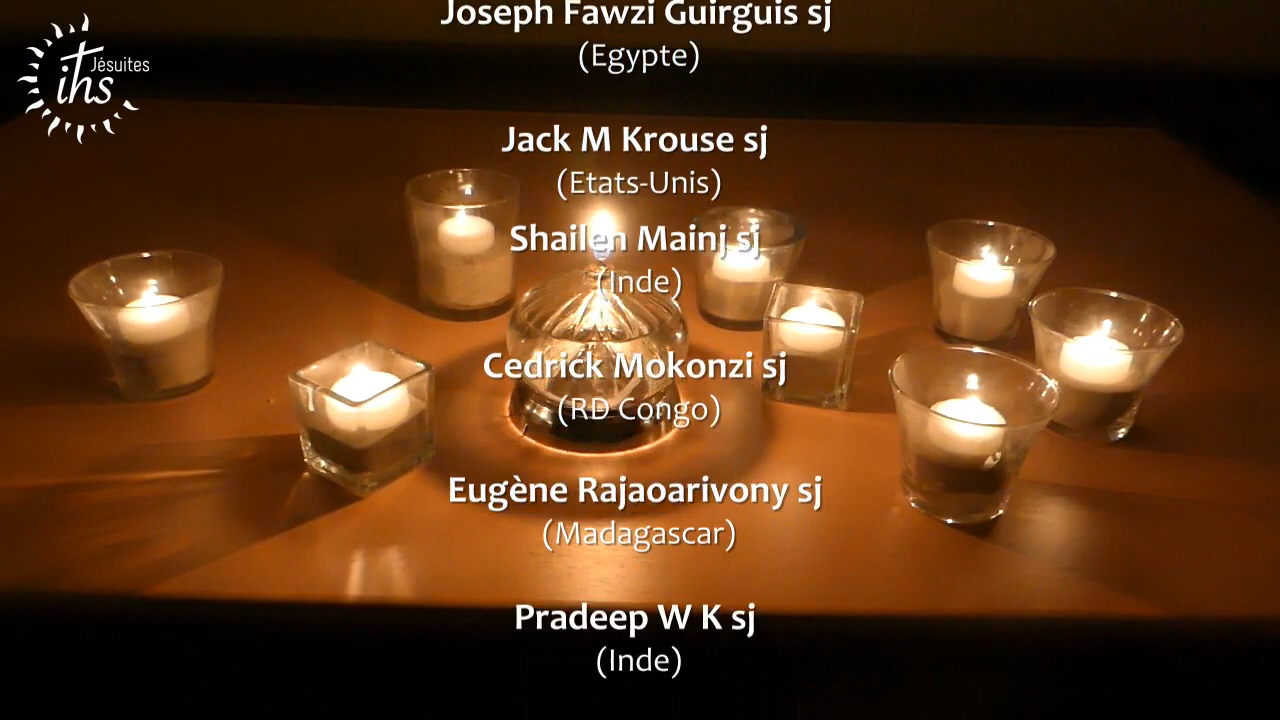 Joseph Fawzi Guirguis sj
(Egypte)
Jésuites
ihs
Jack M Krouse sj
(Etats-Unis)
Shailen Mainj sj
(Inde)
Cedrick Mokonzi sj
(RD Congo)
Eugène Rajaoarivony sj
(Madagascar)
Pradeep W K sj
(Inde)